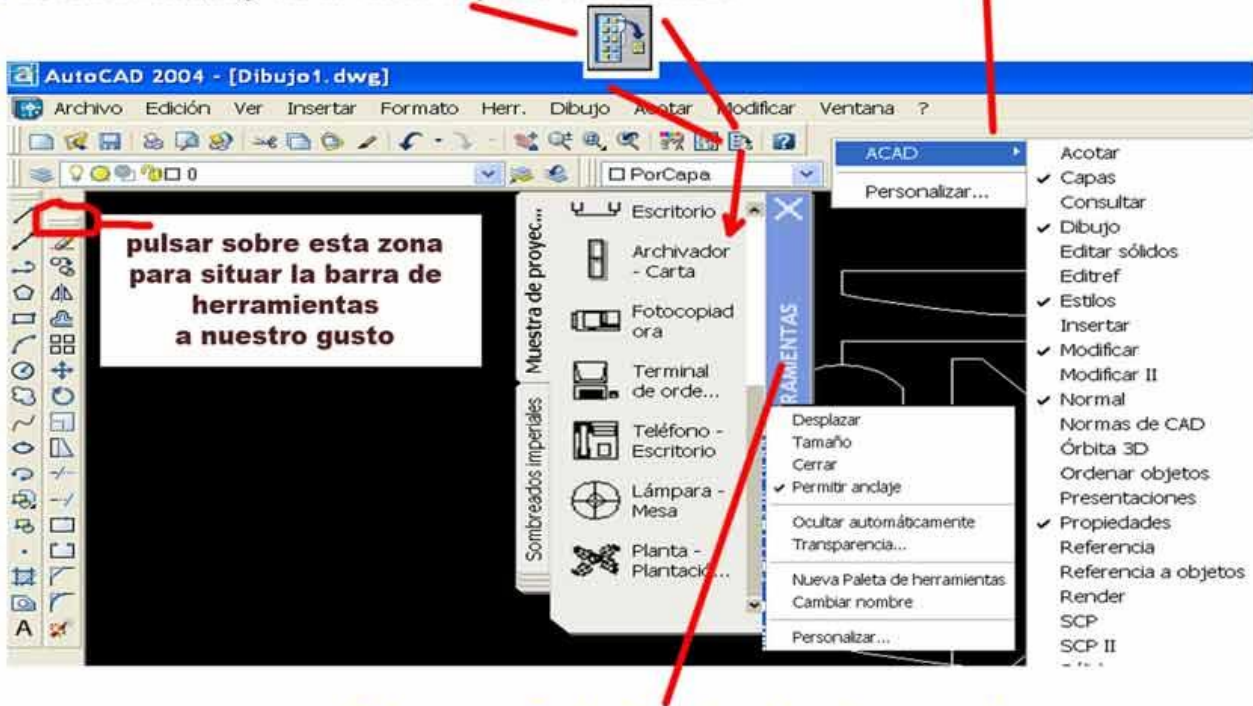 AutoCAD 2004 - [Dibujo1.dwg]
Archivo Edición Ver Insertar Formato Herr. Dibujo Acotar Modificar Ventana ?
0
PorCapa
pulsar sobre esta zona
para situar la barra de
herramientas
a nuestro gusto
A
Muestra de proyec...
Sombreados imperiales
Escritorio
Archivador
- Carta
Fotocopiad
ora
Terminal
de orde...
Teléfono -
Escritorio
Lámpara -
Mesa
Planta -
Plantació...
Desplazar
Tamaño
Cerrar
Permitir anclaje
Ocultar automáticamente
Transparencia...
Nueva Paleta de herramientas
Cambiar nombre
Personalizar...
ACAD
Personalizar...
Acotar
Capas
Consultar
Dibujo
Editar sólidos
Editref
Estilos
Insertar
Modificar
Modificar II
Normal
Normas de CAD
Órbita 3D
Ordenar objetos
Presentaciones
Propiedades
Referencia
Referencia a objetos
Render
SCP
SCP II